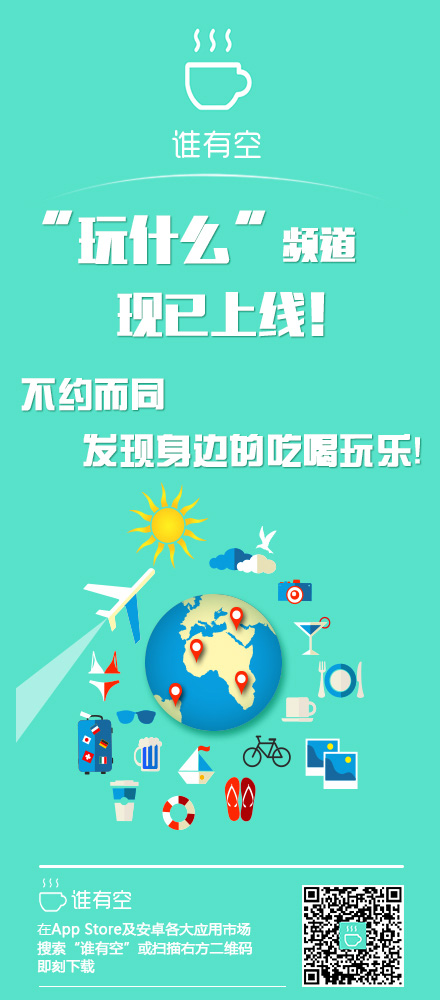 谁有空
“玩什么”频道
现已上线!
不约而同
发现身边的吃喝玩乐!
谁有空
在App Store及安卓各大应用市场
搜索“谁有空”或扫描右方二维码
即刻下载